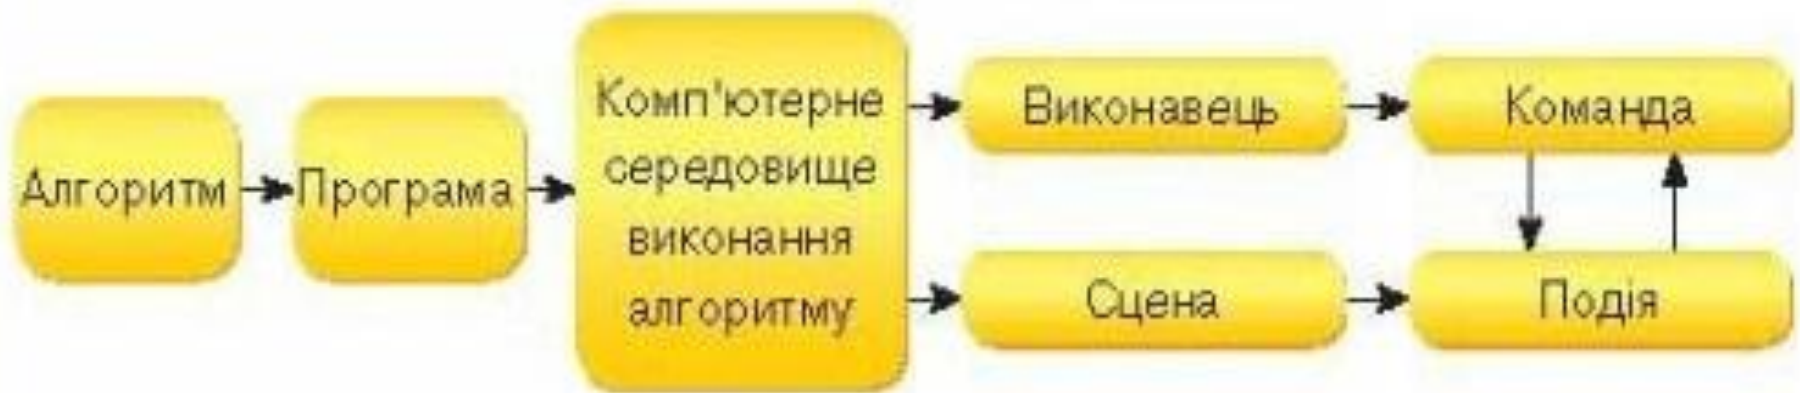 Алгоритм
Програма
Комп'ютерне
середовище
виконання
алгоритму
Виконавець
Команда
Сцена
Подія